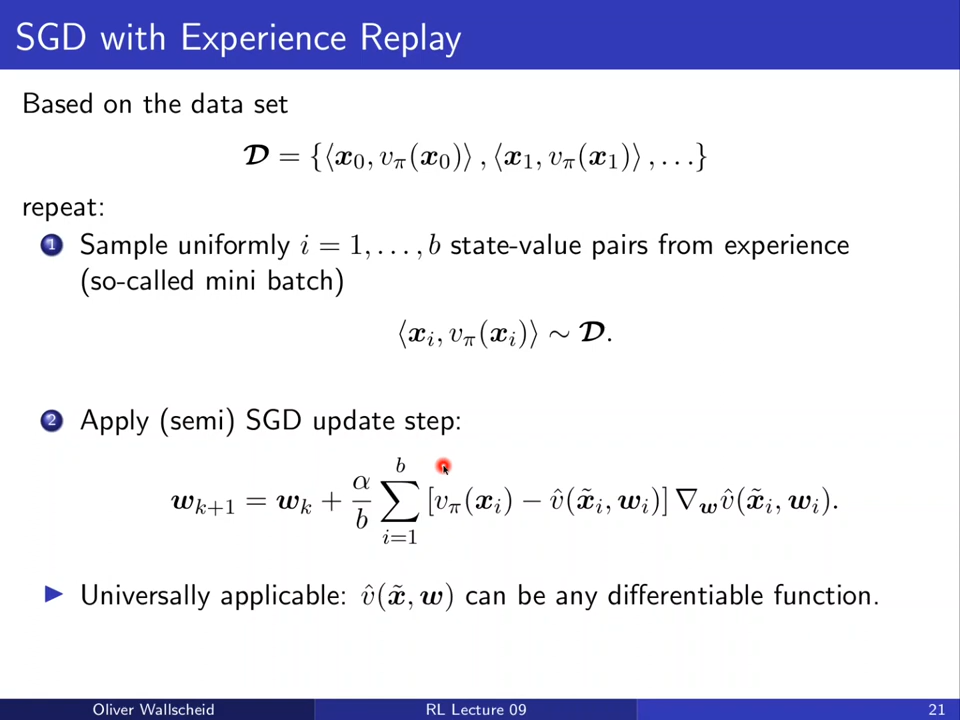 SGD with Experience Replay
Based on the data set
𝓓 = {⟨𝒙₀, v_π(𝒙₀)⟩ , ⟨𝒙₁, v_π(𝒙₁)⟩ , . . .}
repeat:
1 Sample uniformly i = 1, . . . , b state-value pairs from experience
(so-called mini batch)
⟨𝒙ᵢ, v_π(𝒙ᵢ)⟩ ∼ 𝓓.
2 Apply (semi) SGD update step:
𝒘ₖ₊₁ = 𝒘ₖ + α/b ∑_{i=1}^{b} [v_π(𝒙ᵢ) − v̂(𝒙̃ᵢ, 𝒘ᵢ)] ∇_𝒘 v̂(𝒙̃ᵢ, 𝒘ᵢ).
▶ Universally applicable: v̂(𝒙̃, 𝒘) can be any differentiable function.
Oliver Wallscheid RL Lecture 09 21